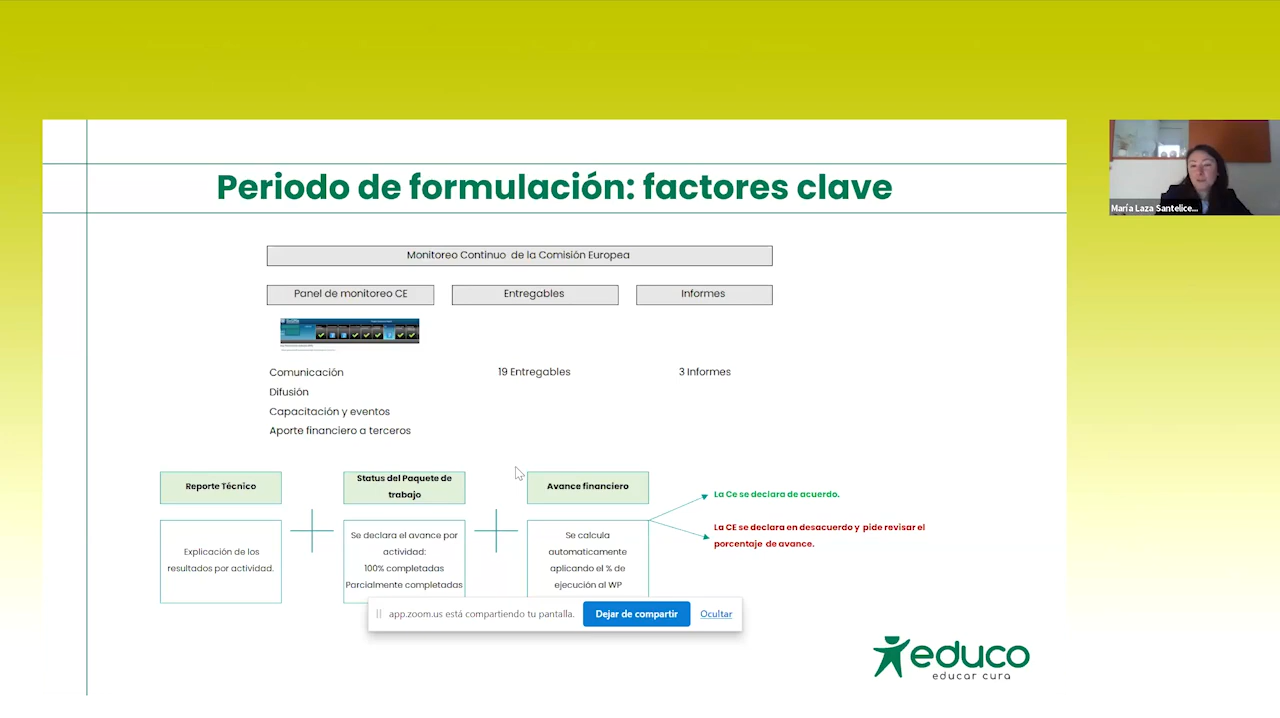 Periodo de formulación: factores clave
María Laza Santelice...
Monitoreo Continuo de la Comisión Europea
Panel de monitoreo CE
Entregables
Informes
Comunicación
Difusión
Capacitación y eventos
Aporte financiero a terceros
19 Entregables
3 Informes
Reporte Técnico
Explicación de los
resultados por actividad.
Status del Paquete de
trabajo
Se declara el avance por
actividad:
100% completadas
Parcialmente completadas
Avance financiero
Se calcula
automaticamente
aplicando el % de
ejecución al WP
La Ce se declara de acuerdo.
La CE se declara en desacuerdo y pide revisar el
porcentaje de avance.
app.zoom.us está compartiendo tu pantalla.
Dejar de compartir
Ocultar
educo
educar cura